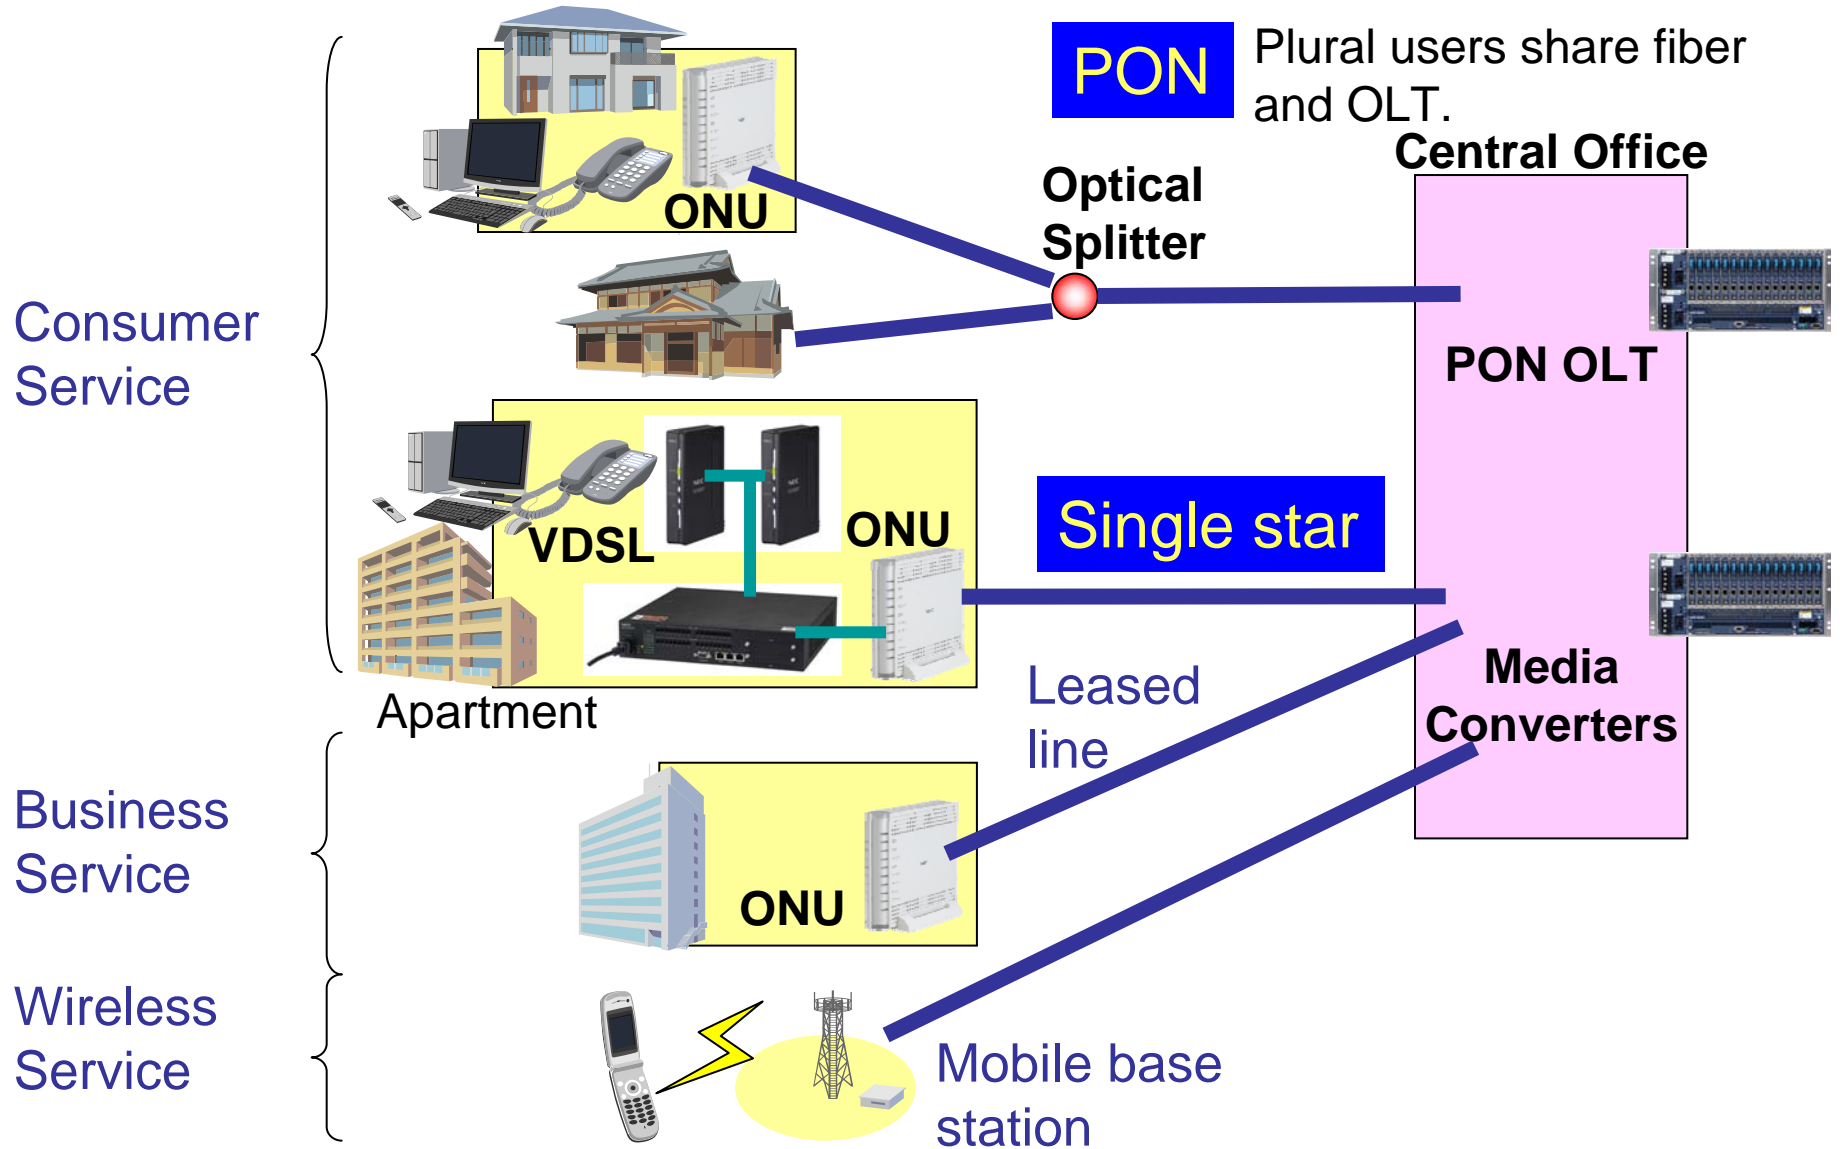 PON
Plural users share fiber
and OLT.
Central Office
Optical
Splitter
ONU
Consumer
Service
PON OLT
Single star
VDSL
ONU
Apartment
Leased
line
Media
Converters
Business
Service
ONU
Wireless
Service
Mobile base
station